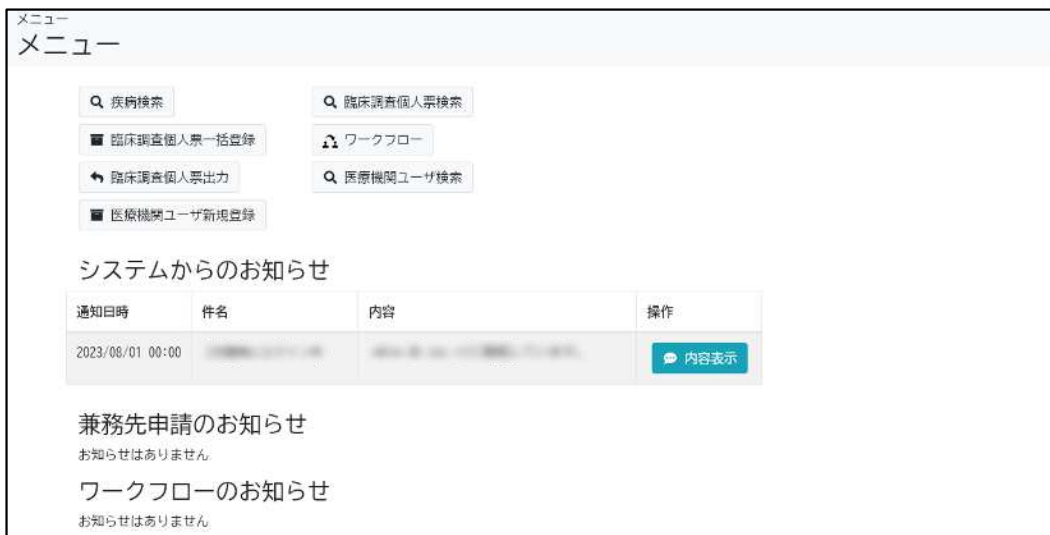 メニュー
メニュー
疾病検索
臨床調査個人票検索
臨床調査個人票一括登録
ワークフロー
臨床調査個人票出力
医療機関ユーザ検索
医療機関ユーザ新規登録
システムからのお知らせ
通知日時 件名 内容 操作
2023/08/01 00:00 内容表示
兼務先申請のお知らせ
お知らせはありません
ワークフローのお知らせ
お知らせはありません